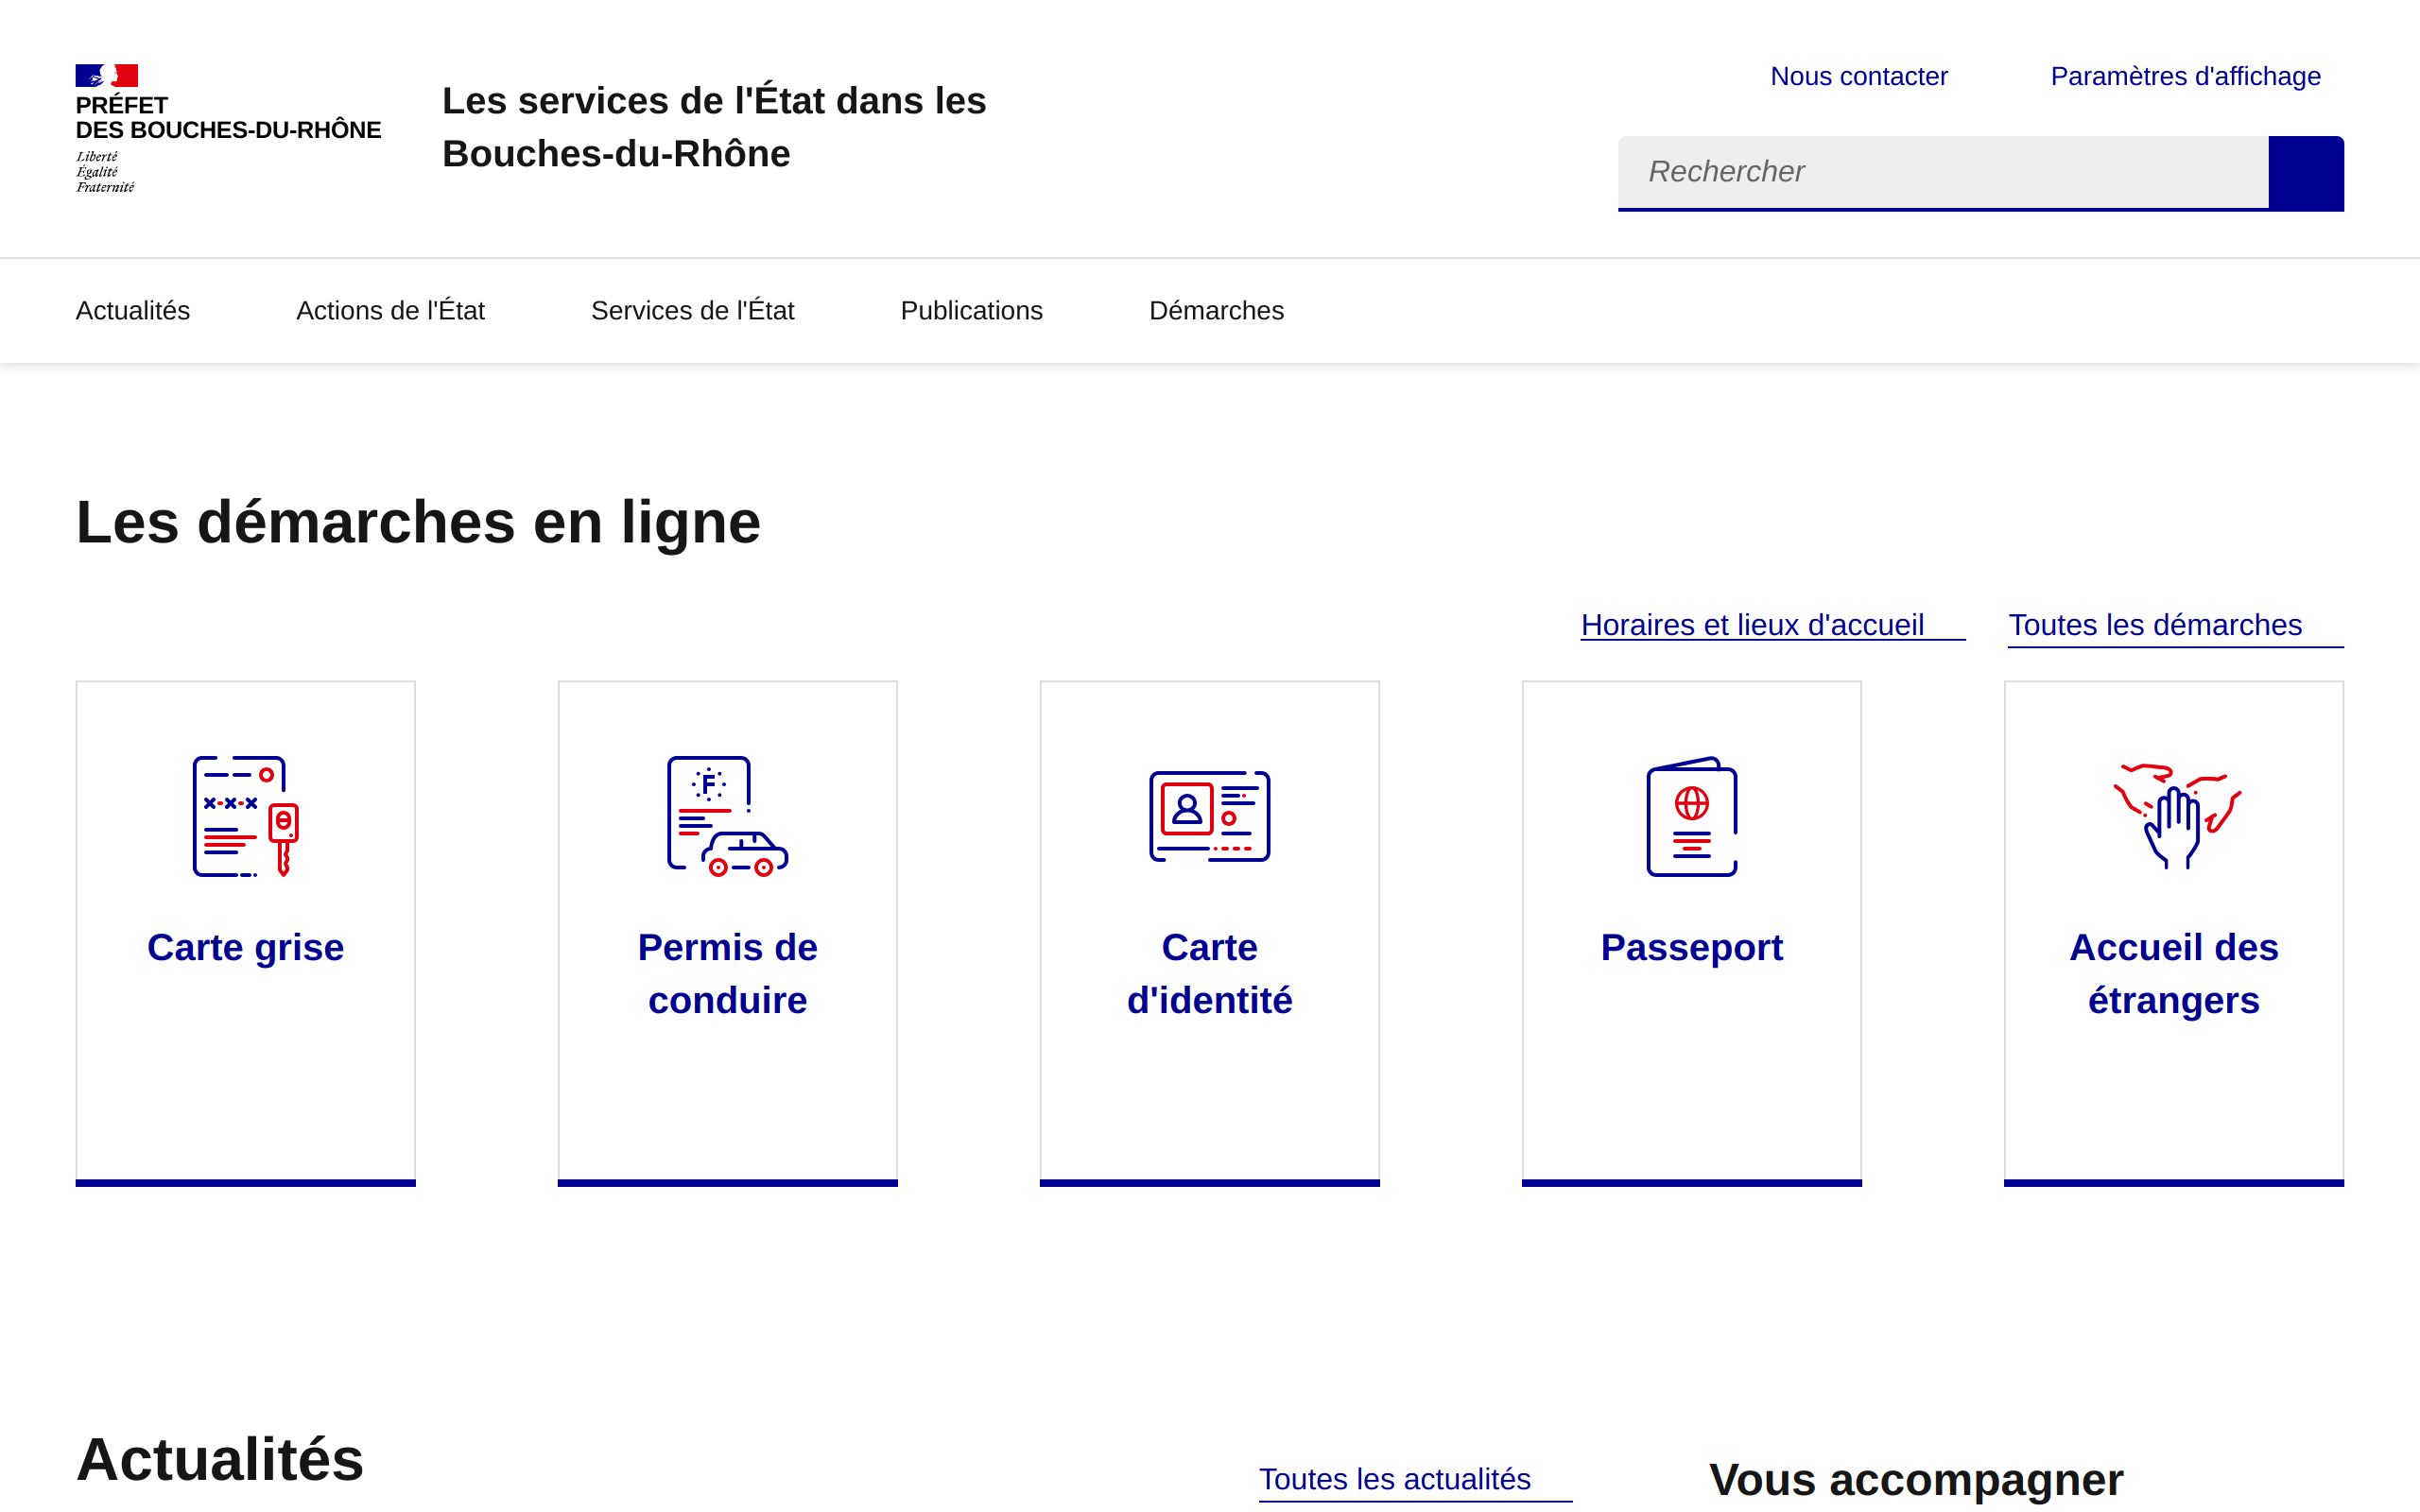 PRÉFET
DES BOUCHES-DU-RHÔNE
Liberté
Égalité
Fraternité
Les services de l'État dans les
Bouches-du-Rhône
Nous contacter
Paramètres d'affichage
Rechercher
Actualités
Actions de l'État
Services de l'État
Publications
Démarches
Les démarches en ligne
Horaires et lieux d'accueil
Toutes les démarches
F
Carte grise
Permis de
conduire
Carte
d'identité
Passeport
Accueil des
étrangers
Actualités
Toutes les actualités
Vous accompagner